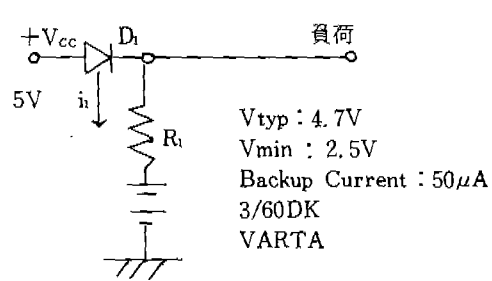 +Vcc D1 負荷
5V i1
R1
Vtyp：4.7V
Vmin：2.5V
Backup Current：50μA
3/60DK
VARTA